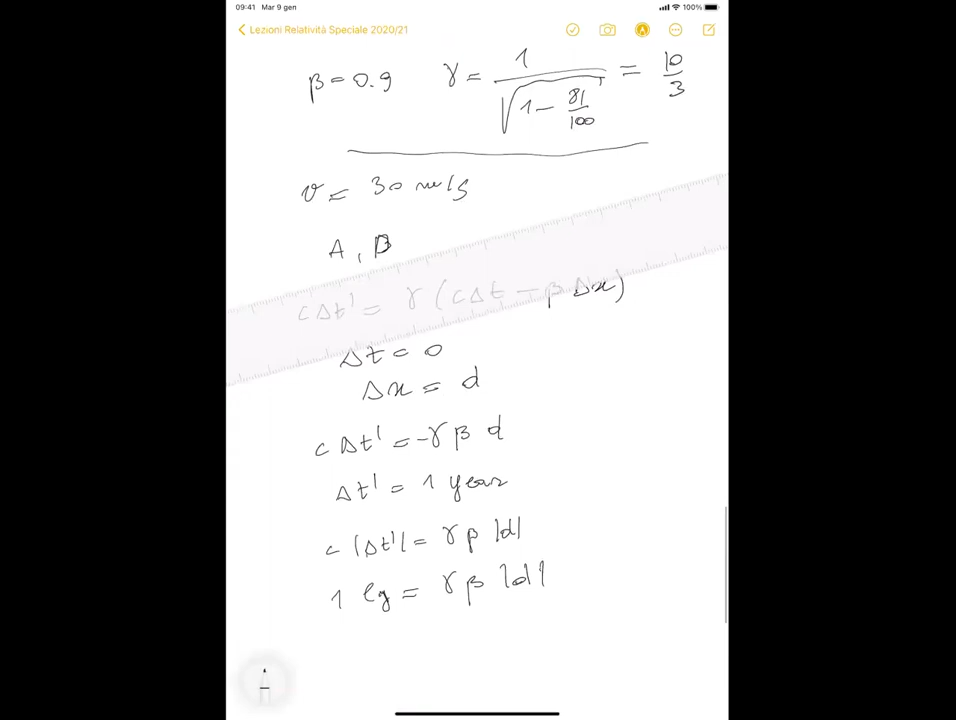 09:41 Mar 9 gen 100%
Lezioni Relatività Speciale 2020/21
β = 0.9 γ = 1/√(1 − 81/100) = 10/3
v = 30 m/s
A, B
cΔt' = γ(cΔt − βΔx)
Δt = 0
Δx = d
cΔt' = −γβ d
Δt' = 1 year
c|Δt'| = γβ |d|
1 ly = γβ |d|